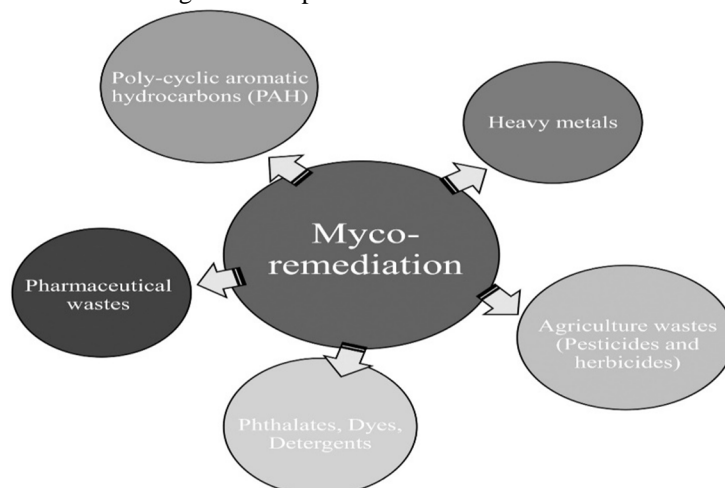 Poly-cyclic aromatic
hydrocarbons (PAH)
Heavy metals
Myco-
remediation
Pharmaceutical
wastes
Agriculture wastes
(Pesticides and
herbicides)
Phthalates, Dyes,
Detergents